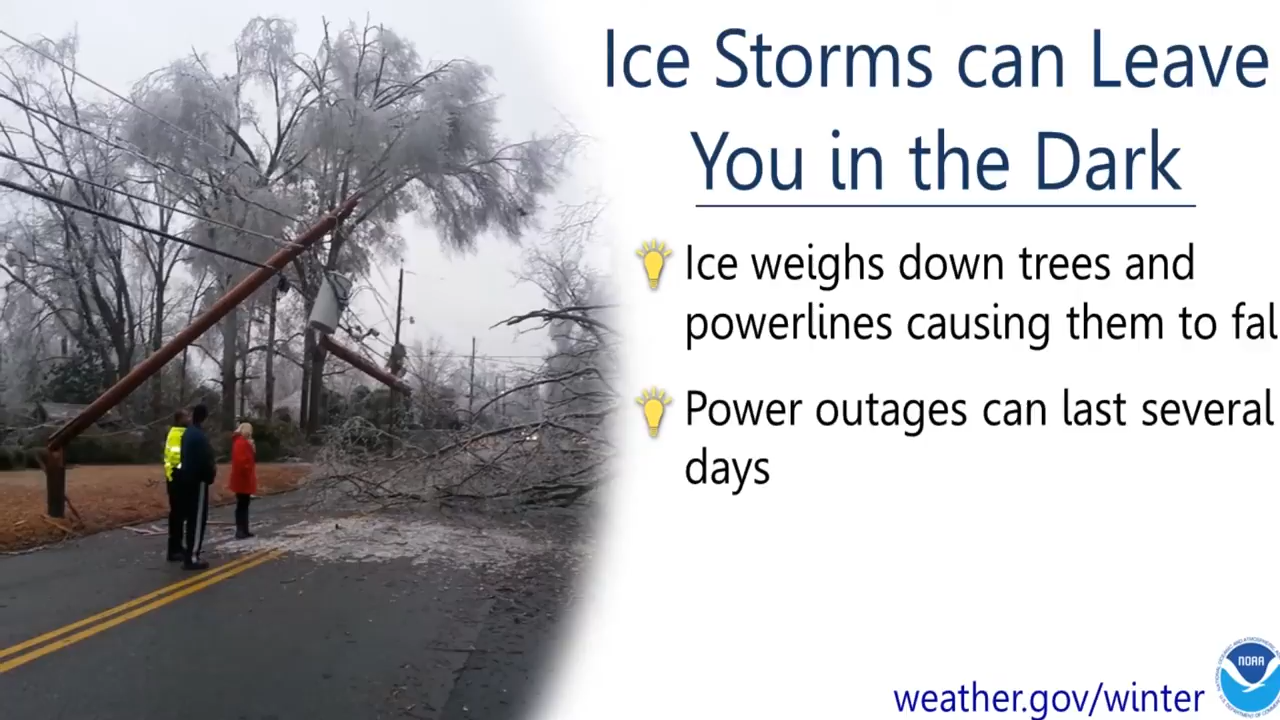 Ice Storms can Leave
You in the Dark
Ice weighs down trees and
powerlines causing them to fal
Power outages can last several
days
NOAA
weather.gov/winter